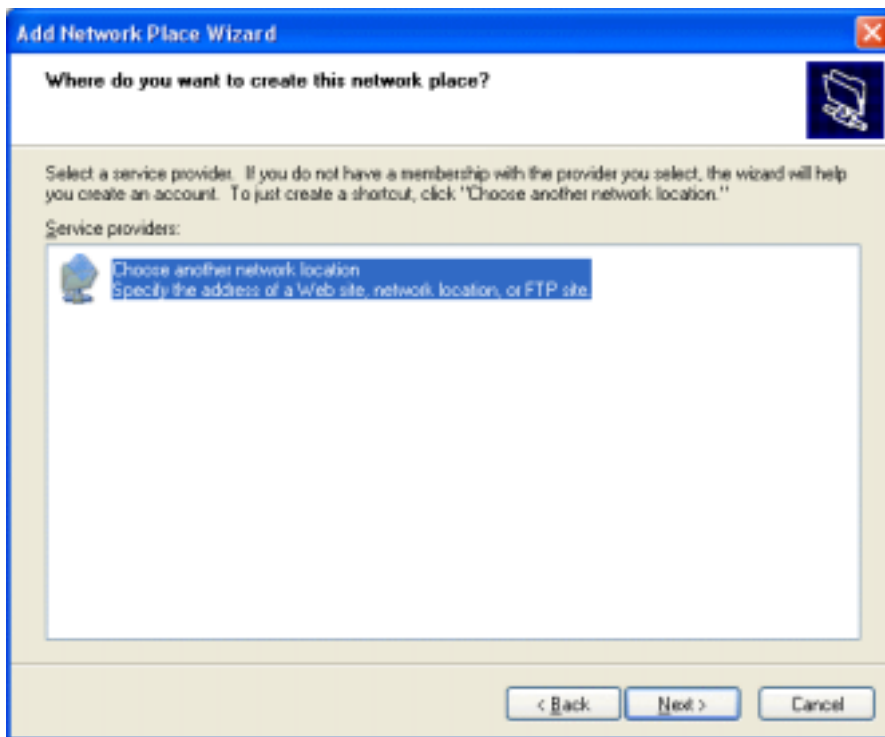 Add Network Place Wizard
Where do you want to create this network place?
Select a service provider. If you do not have a membership with the provider you select, the wizard will help
you create an account. To just create a shortcut, click "Choose another network location."
Service providers:
Choose another network location
Specify the address of a Web site, network location, or FTP site.
< Back Next > Cancel